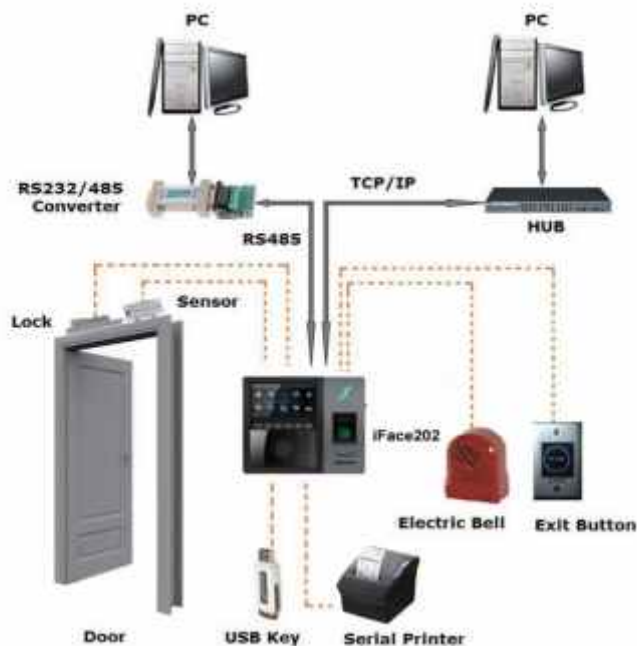 PC
PC
RS232/485
Converter
TCP/IP
RS485
HUB
Sensor
Lock
iFace202
Electric Bell
Exit Button
Door
USB Key
Serial Printer